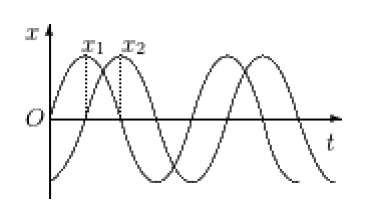 x x₁ x₂
O
t